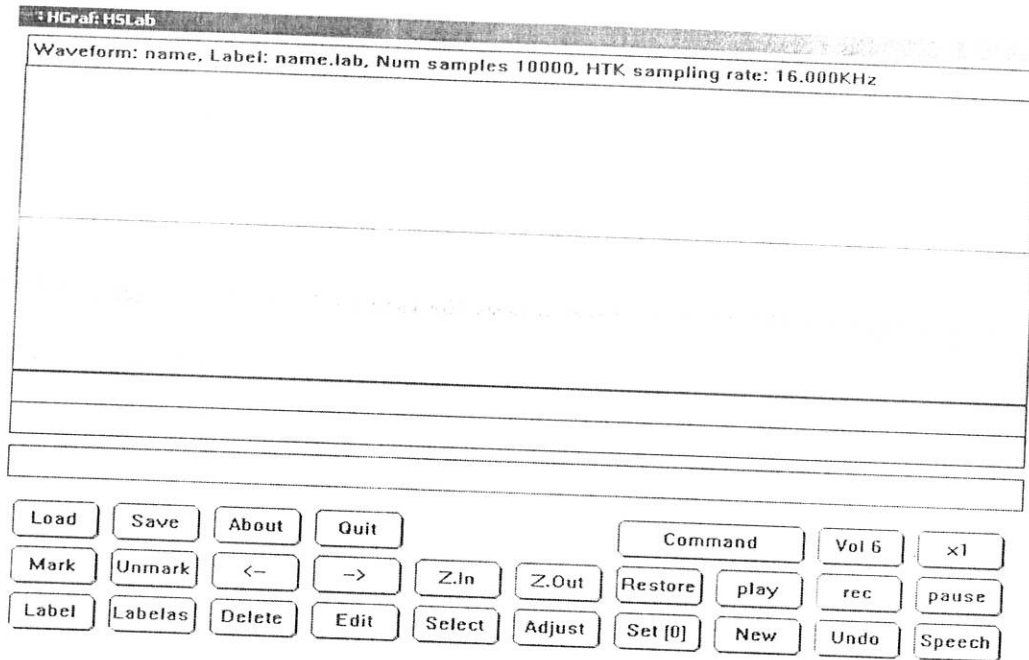 HGraf: HSLab
Waveform: name, Label: name.lab, Num samples 10000, HTK sampling rate: 16.000KHz
Load Save About Quit Command Vol 6 x1
Mark Unmark <-- --> Z.In Z.Out Restore play rec pause
Label Labelas Delete Edit Select Adjust Set [0] New Undo Speech